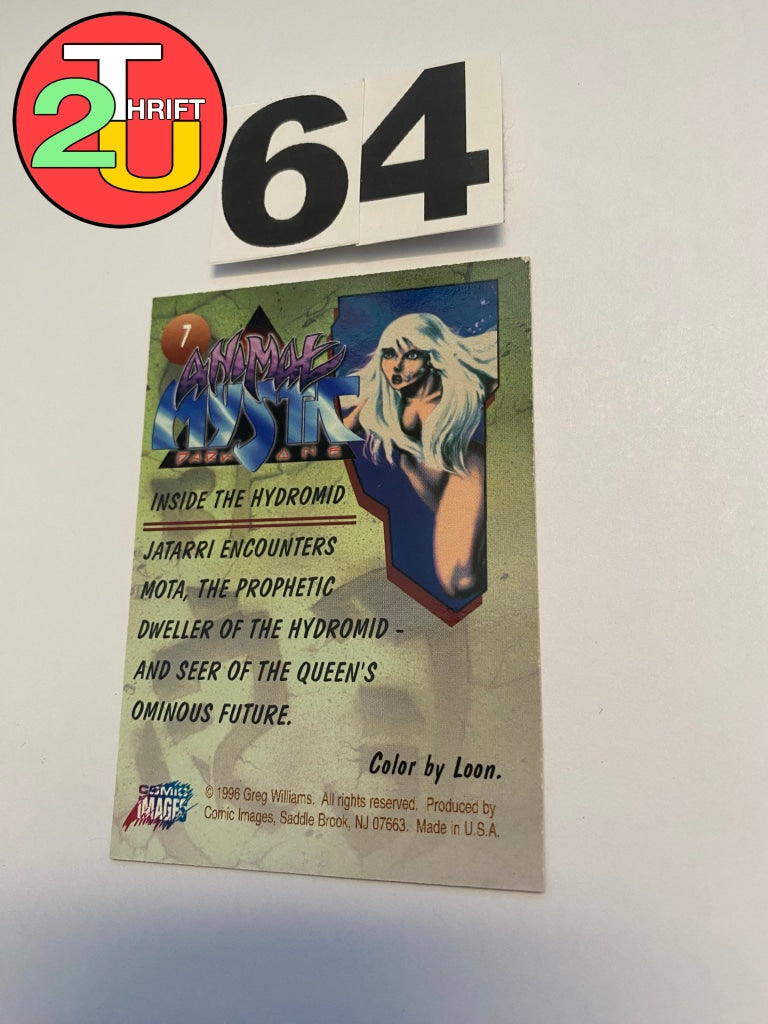 2 T HRIFT U
64
7
ANIMAL
MYSTIC
DARK ONE
INSIDE THE HYDROMID
JATARRI ENCOUNTERS
MOTA, THE PROPHETIC
DWELLER OF THE HYDROMID -
AND SEER OF THE QUEEN'S
OMINOUS FUTURE.
Color by Loon.
COMIC
IMAGES
© 1996 Greg Williams. All rights reserved. Produced by
Comic Images, Saddle Brook, NJ 07663. Made in U.S.A.